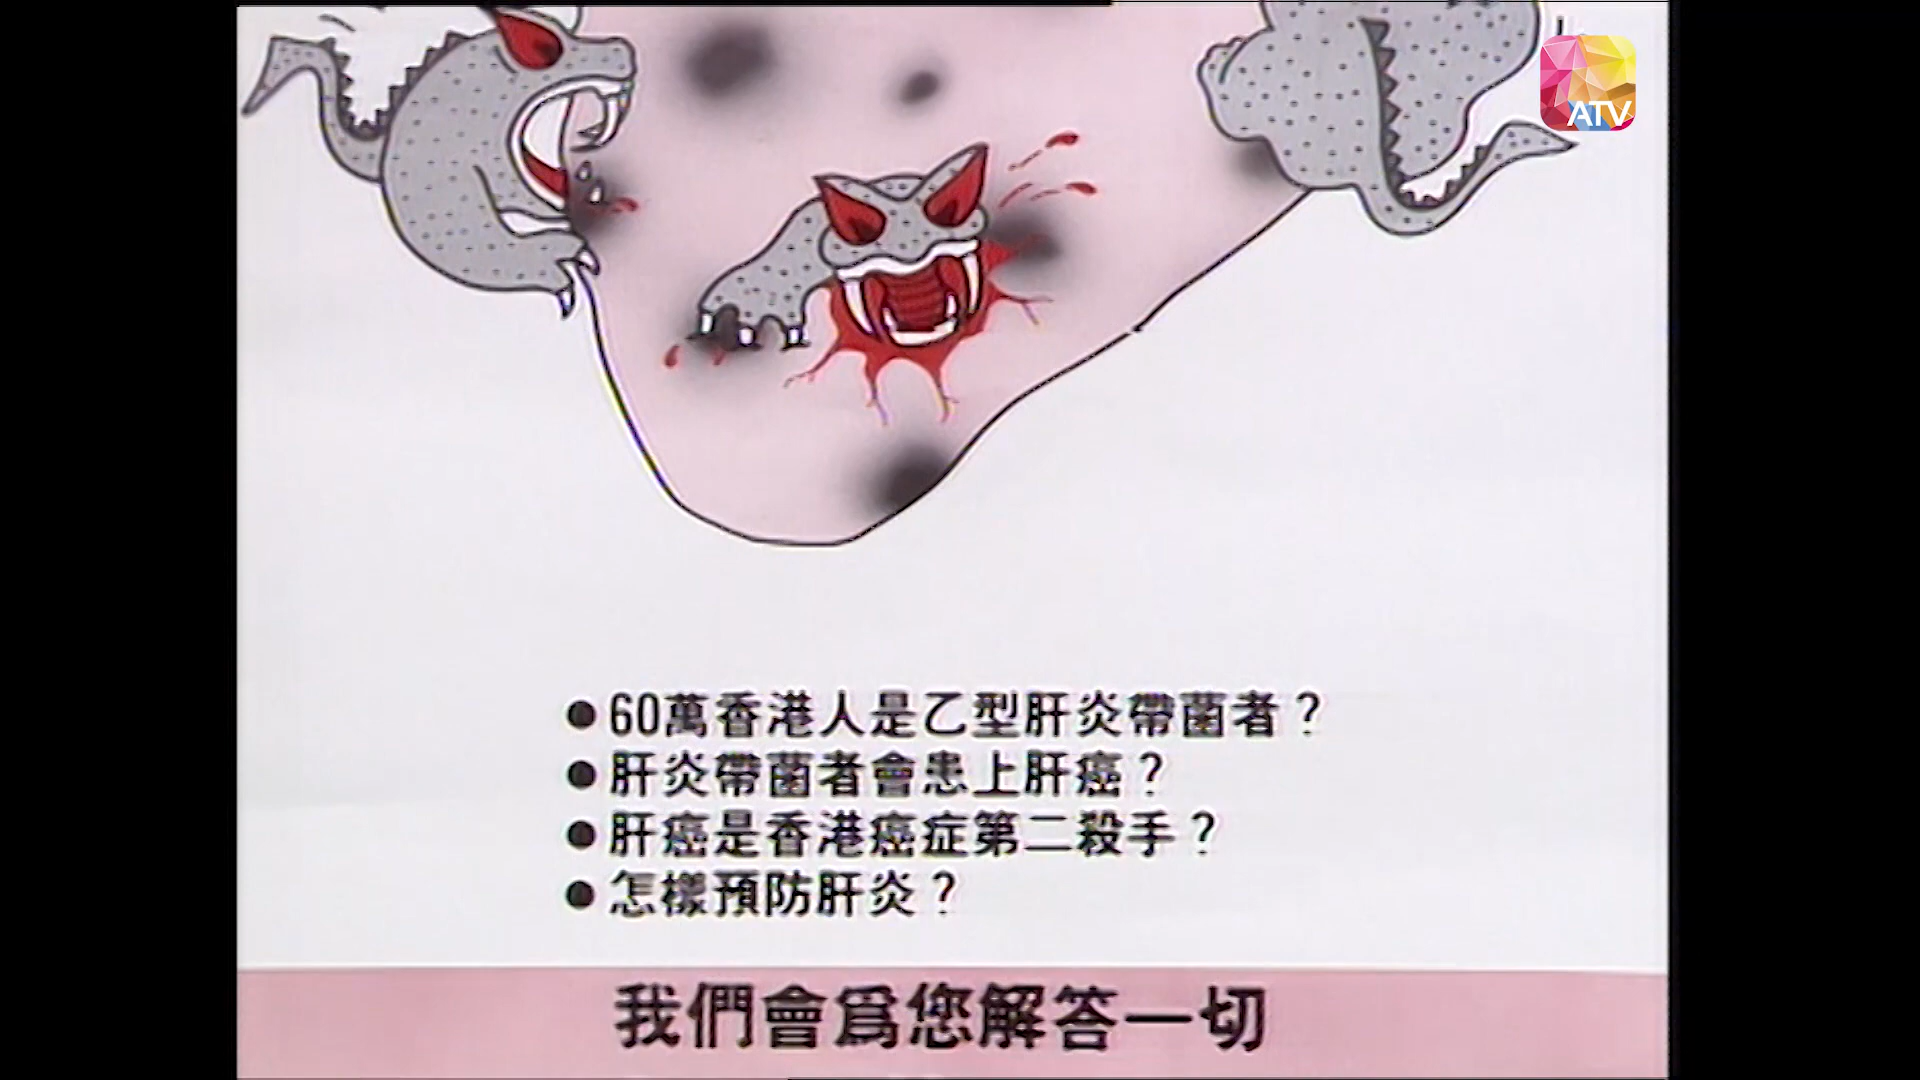 ATV
●60萬香港人是乙型肝炎帶菌者？
●肝炎帶菌者會患上肝癌？
●肝癌是香港癌症第二殺手？
●怎樣預防肝炎？
我們會爲您解答一切